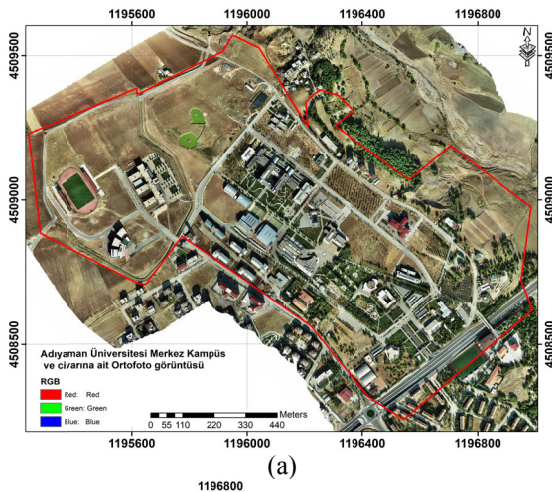 1195600 1196000 1196400 1196800
N
4509500 4509500
4509000 4509000
4508500 4508500
Adıyaman Üniversitesi Merkez Kampüs
ve civarına ait Ortofoto görüntüsü
RGB
Red: Red
Green: Green
Blue: Blue
Meters
0 55 110 220 330 440
1195600 1196000 1196400 1196800
(a)
1196800